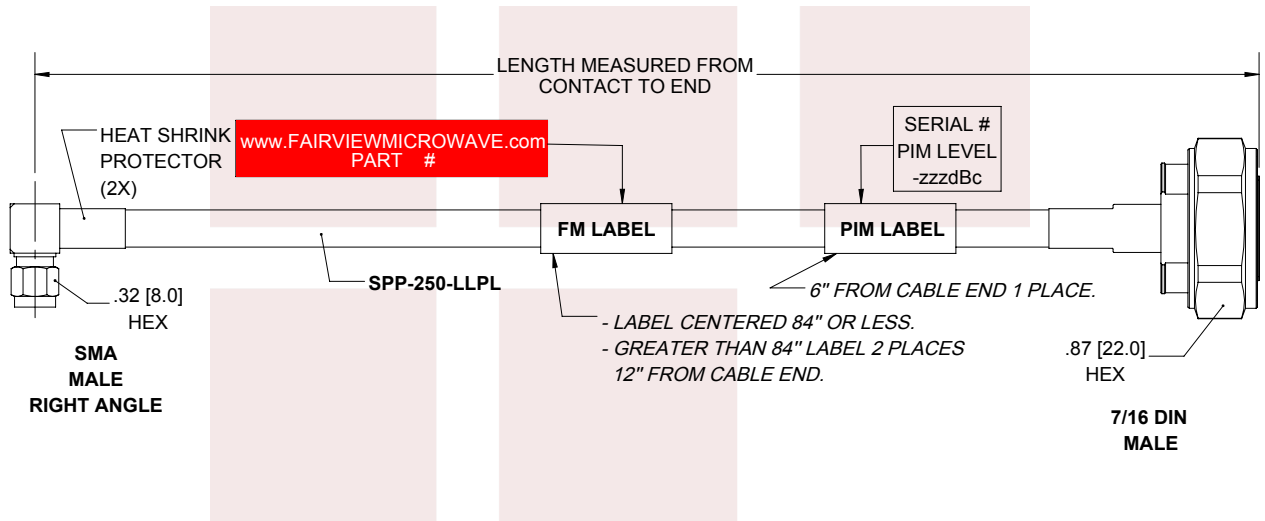 LENGTH MEASURED FROM
CONTACT TO END
HEAT SHRINK
PROTECTOR
(2X)
www.FAIRVIEWMICROWAVE.com
PART #
SERIAL #
PIM LEVEL
-zzzdBc
FM LABEL
PIM LABEL
SPP-250-LLPL
6" FROM CABLE END 1 PLACE.
.32 [8.0]
HEX
- LABEL CENTERED 84" OR LESS.
- GREATER THAN 84" LABEL 2 PLACES
12" FROM CABLE END.
.87 [22.0]
HEX
SMA
MALE
RIGHT ANGLE
7/16 DIN
MALE